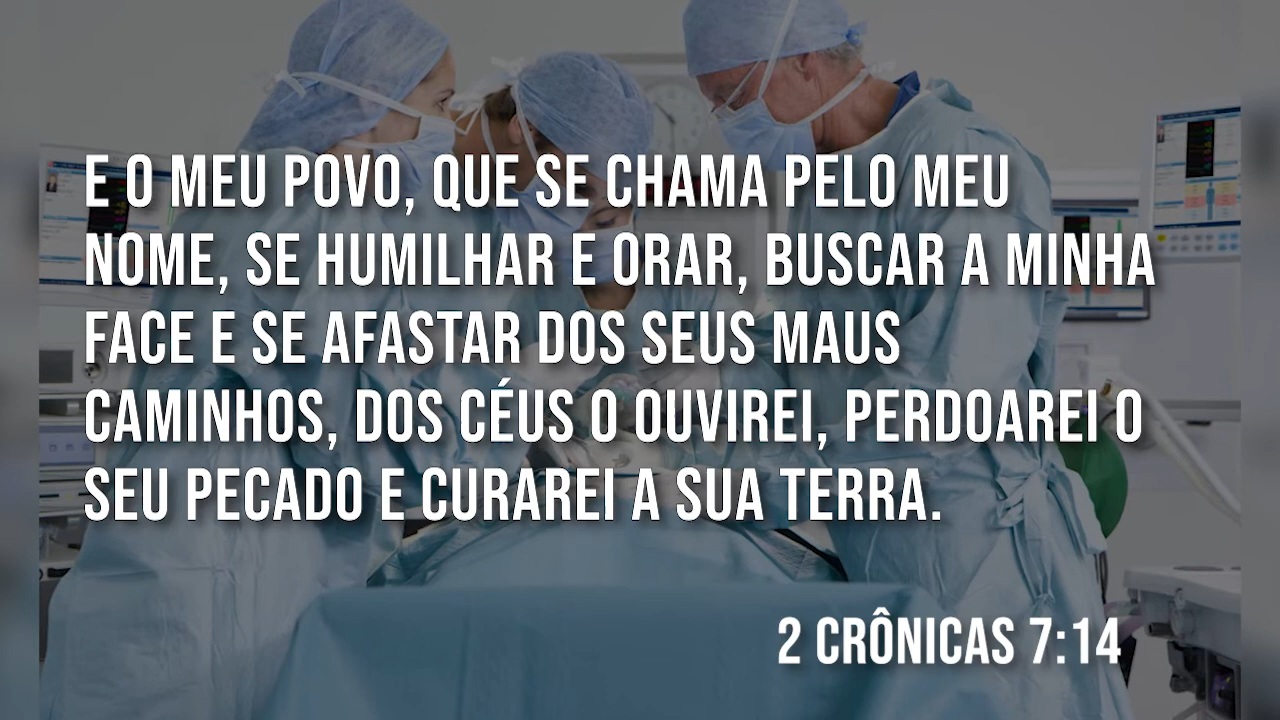 E O MEU POVO, QUE SE CHAMA PELO MEU
NOME, SE HUMILHAR E ORAR, BUSCAR A MINHA
FACE E SE AFASTAR DOS SEUS MAUS
CAMINHOS, DOS CÉUS O OUVIREI, PERDOAREI O
SEU PECADO E CURAREI A SUA TERRA.
2 CRÔNICAS 7:14